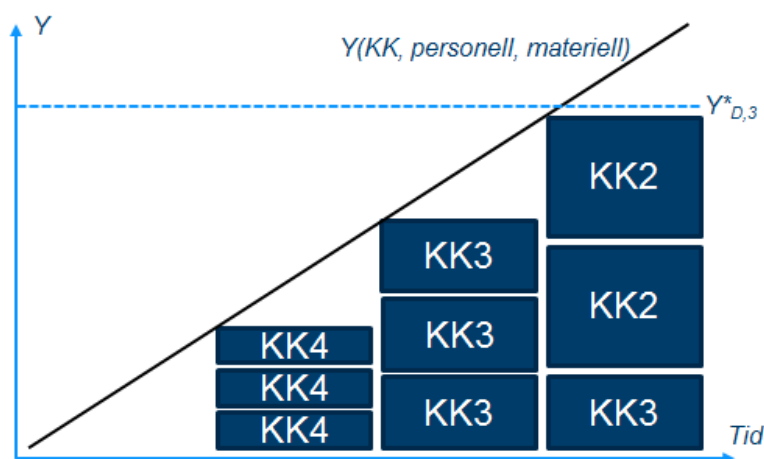 Y
Y(KK, personell, materiell)
Y*D,3
KK2
KK3
KK2
KK4
KK3
KK4
KK3
KK3
KK4
Tid